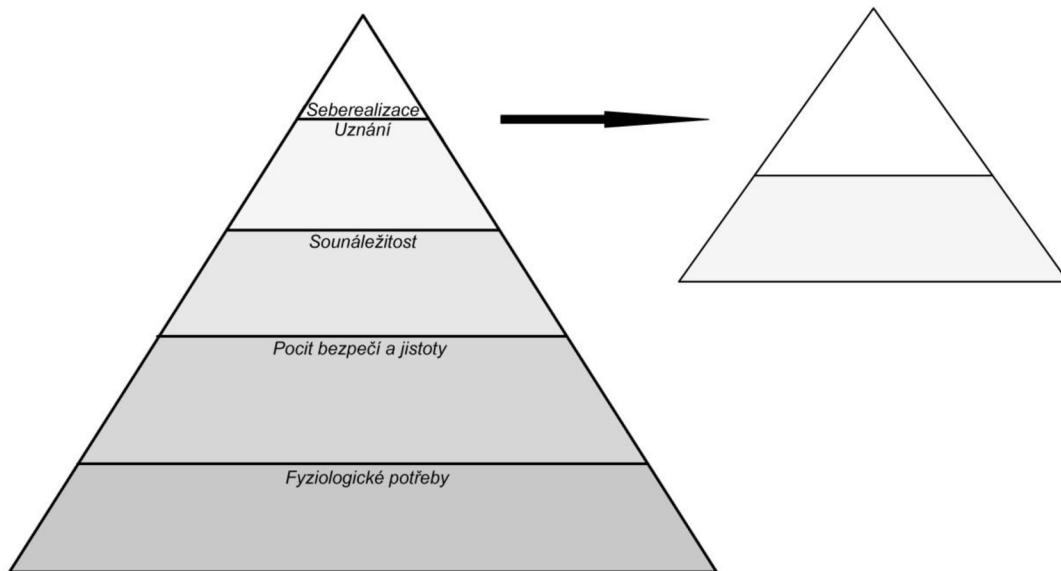 Seberealizace
Uznání
Sounáležitost
Pocit bezpečí a jistoty
Fyziologické potřeby